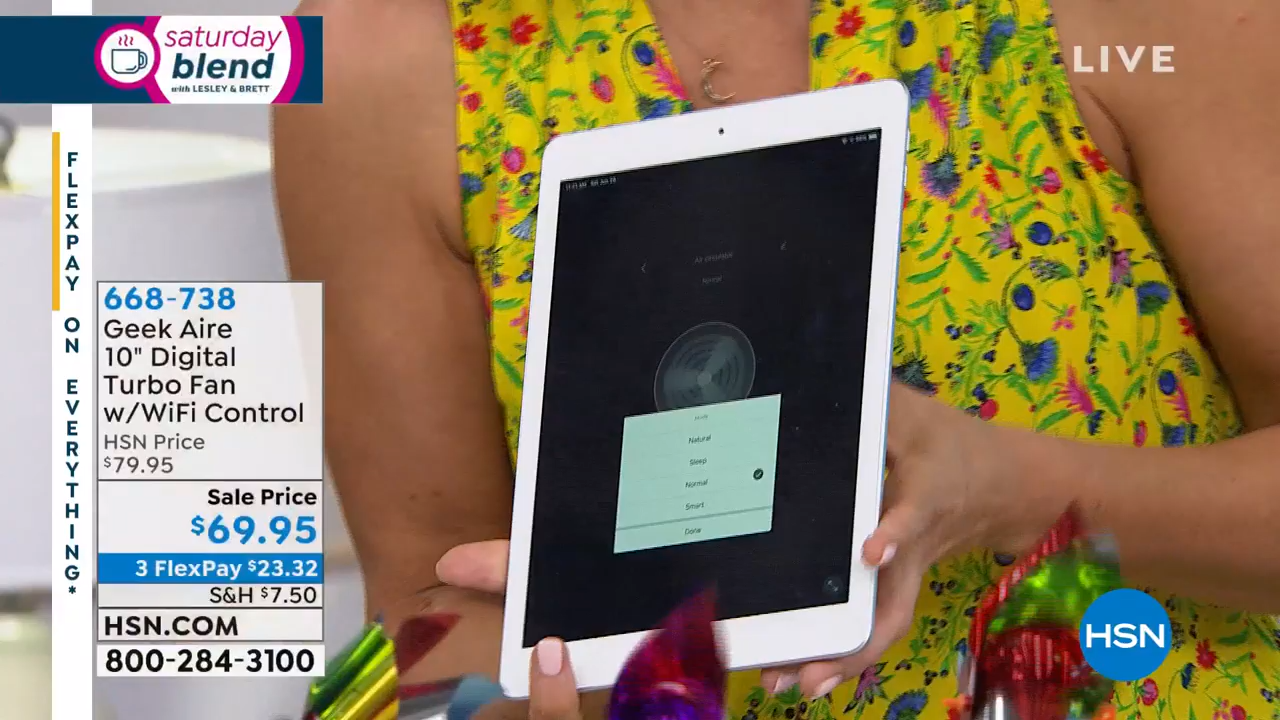 saturday
blend
with LESLEY & BRETT
LIVE
FLEXPAY ON EVERYTHING*
668-738
Geek Aire
10" Digital
Turbo Fan
w/WiFi Control
HSN Price
$79.95
Sale Price
$69.95
3 FlexPay $23.32
S&H $7.50
HSN.COM
800-284-3100
Natural
Sleep
Normal
Smart
Done
HSN